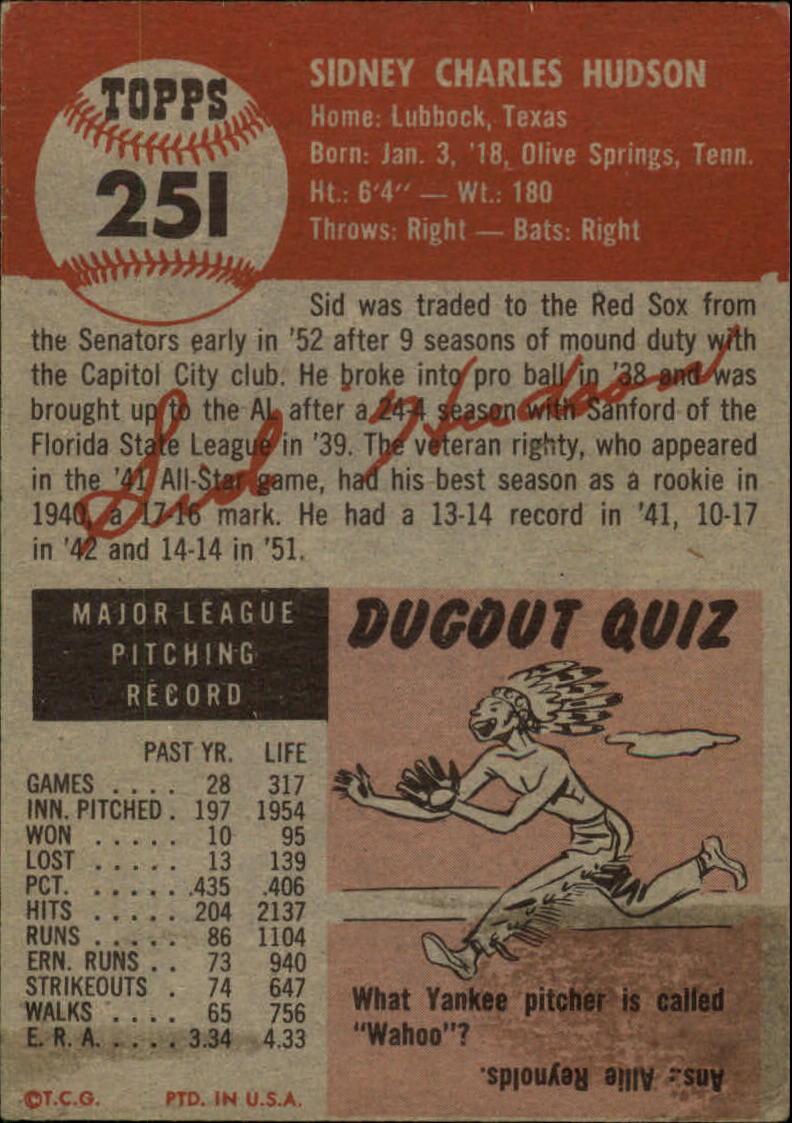 TOPPS
251
SIDNEY CHARLES HUDSON
Home: Lubbock, Texas
Born: Jan. 3, '18, Olive Springs, Tenn.
Ht.: 6'4" — Wt.: 180
Throws: Right — Bats: Right
Sid was traded to the Red Sox from
the Senators early in '52 after 9 seasons of mound duty with
the Capitol City club. He broke into pro ball in '38 and was
brought up to the AL after a 24-4 season with Sanford of the
Florida State League in '39. The veteran righty, who appeared
in the '41 All-Star game, had his best season as a rookie in
1940, a 17-16 mark. He had a 13-14 record in '41, 10-17
in '42 and 14-14 in '51.
Sid Hudson
MAJOR LEAGUE
PITCHING
RECORD
PAST YR. LIFE
GAMES . . . . 28 317
INN. PITCHED . 197 1954
WON . . . . . 10 95
LOST . . . . . 13 139
PCT. . . . . . .435 .406
HITS . . . . . 204 2137
RUNS . . . . . 86 1104
ERN. RUNS . . 73 940
STRIKEOUTS . 74 647
WALKS . . . . 65 756
E. R. A. . . . . 3.34 4.33
©T.C.G. PTD. IN U.S.A.
DUGOUT QUIZ
What Yankee pitcher is called
"Wahoo"?
Ans.: Allie Reynolds.